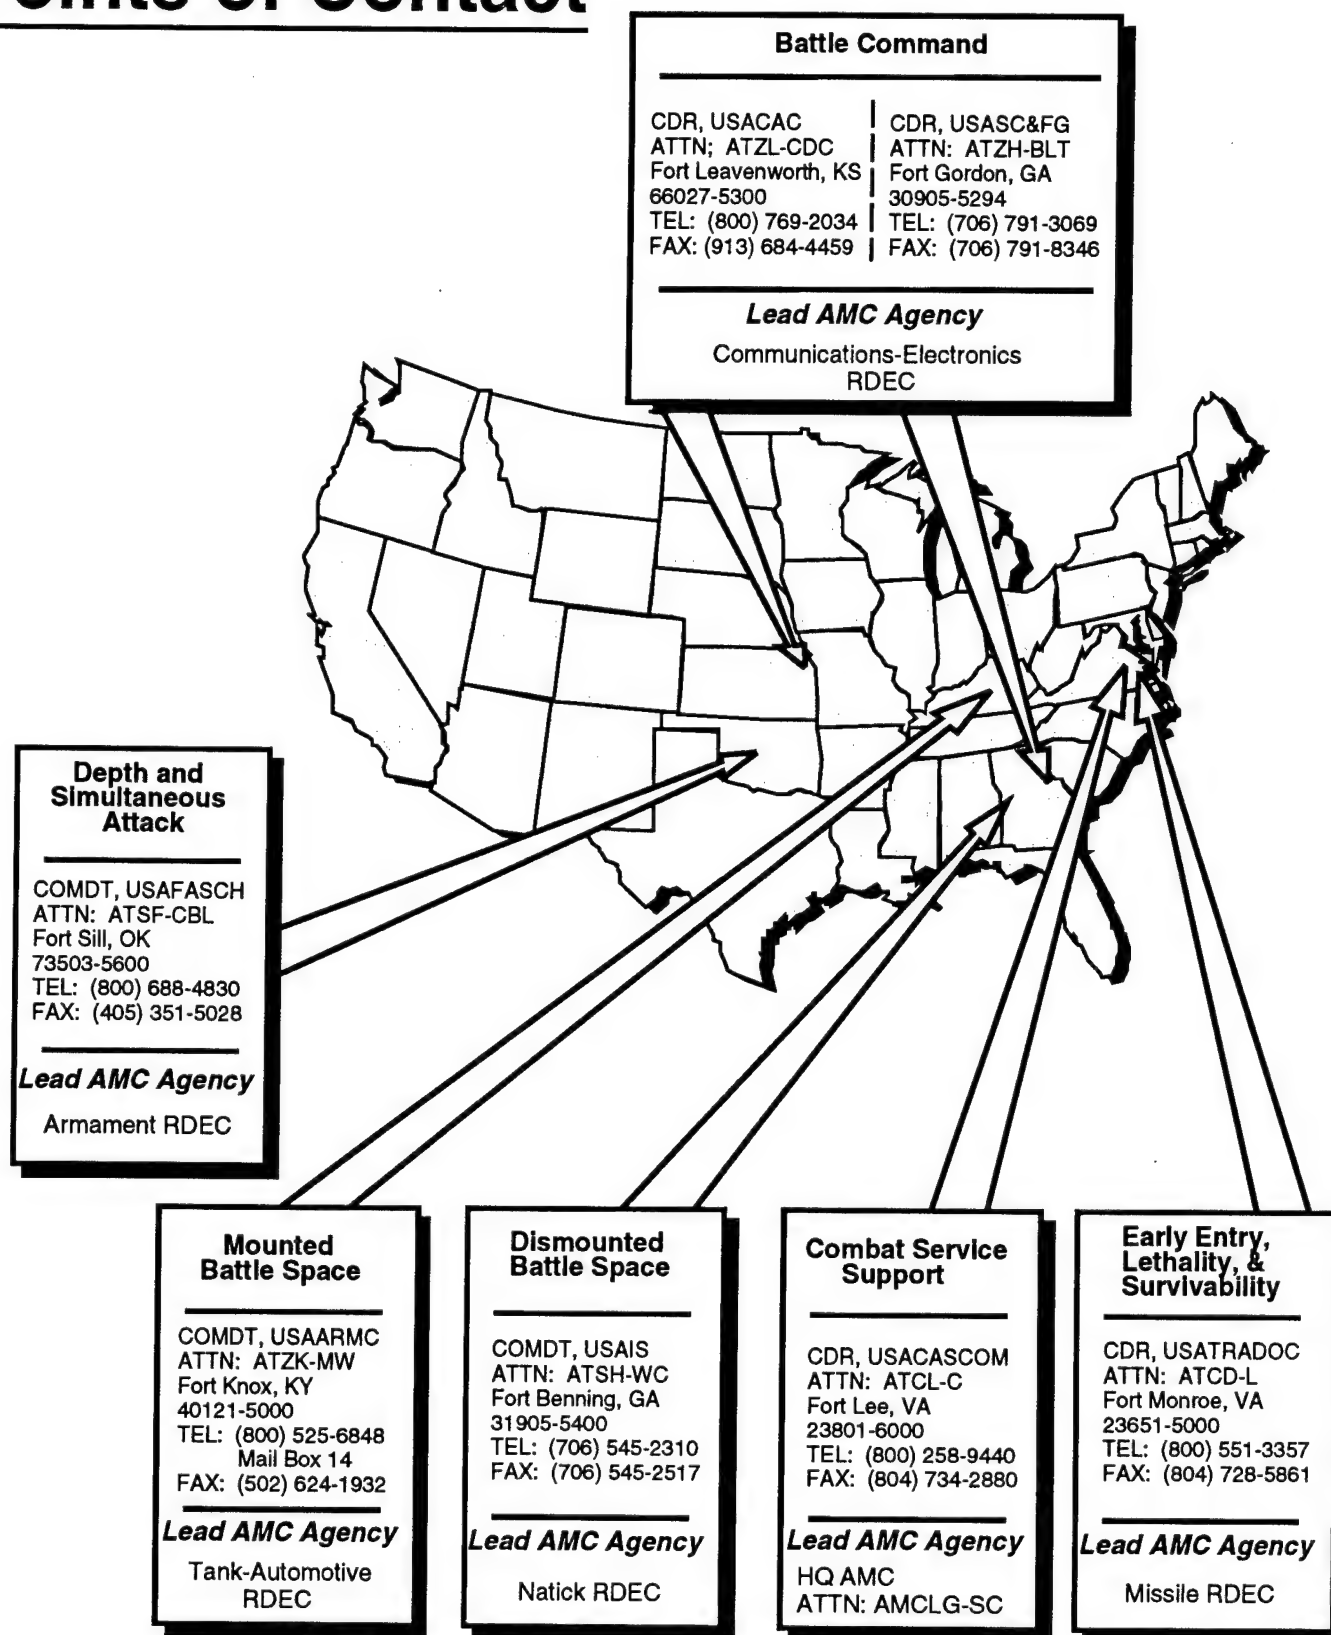 Points of Contact
Battle Command
CDR, USACAC
ATTN; ATZL-CDC
Fort Leavenworth, KS
66027-5300
TEL: (800) 769-2034
FAX: (913) 684-4459
CDR, USASC&FG
ATTN: ATZH-BLT
Fort Gordon, GA
30905-5294
TEL: (706) 791-3069
FAX: (706) 791-8346
Lead AMC Agency
Communications-Electronics
RDEC
Depth and
Simultaneous
Attack
COMDT, USAFASCH
ATTN: ATSF-CBL
Fort Sill, OK
73503-5600
TEL: (800) 688-4830
FAX: (405) 351-5028
Lead AMC Agency
Armament RDEC
Mounted
Battle Space
COMDT, USAARMC
ATTN: ATZK-MW
Fort Knox, KY
40121-5000
TEL: (800) 525-6848
Mail Box 14
FAX: (502) 624-1932
Lead AMC Agency
Tank-Automotive
RDEC
Dismounted
Battle Space
COMDT, USAIS
ATTN: ATSH-WC
Fort Benning, GA
31905-5400
TEL: (706) 545-2310
FAX: (706) 545-2517
Lead AMC Agency
Natick RDEC
Combat Service
Support
CDR, USACASCOM
ATTN: ATCL-C
Fort Lee, VA
23801-6000
TEL: (800) 258-9440
FAX: (804) 734-2880
Lead AMC Agency
HQ AMC
ATTN: AMCLG-SC
Early Entry,
Lethality, &
Survivability
CDR, USATRADOC
ATTN: ATCD-L
Fort Monroe, VA
23651-5000
TEL: (800) 551-3357
FAX: (804) 728-5861
Lead AMC Agency
Missile RDEC